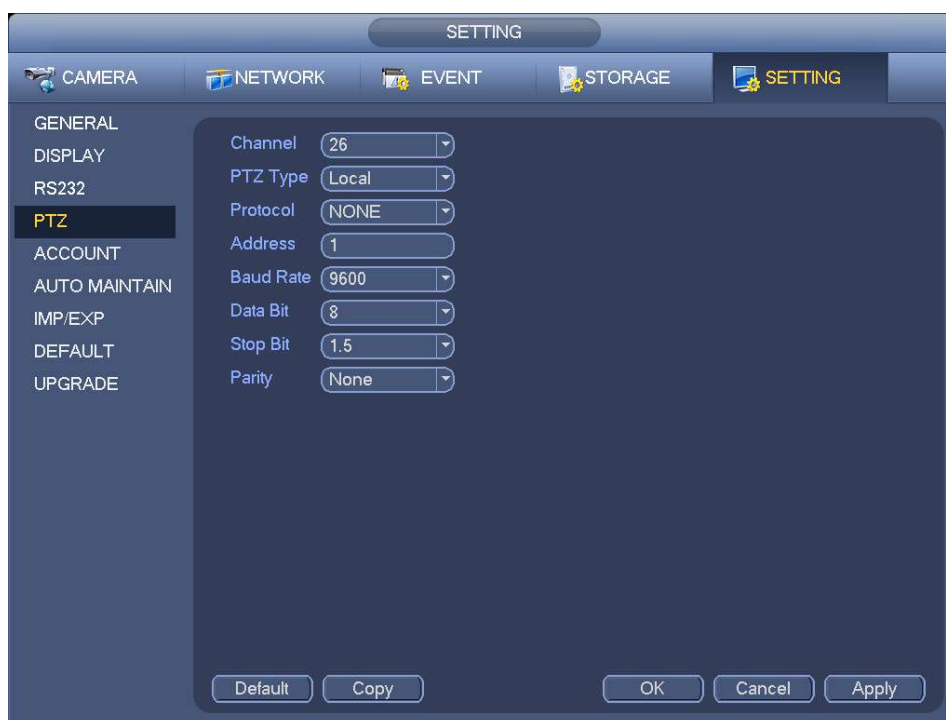 SETTING
CAMERA NETWORK EVENT STORAGE SETTING
GENERAL
DISPLAY
RS232
PTZ
ACCOUNT
AUTO MAINTAIN
IMP/EXP
DEFAULT
UPGRADE
Channel 26
PTZ Type Local
Protocol NONE
Address 1
Baud Rate 9600
Data Bit 8
Stop Bit 1.5
Parity None
Default Copy OK Cancel Apply